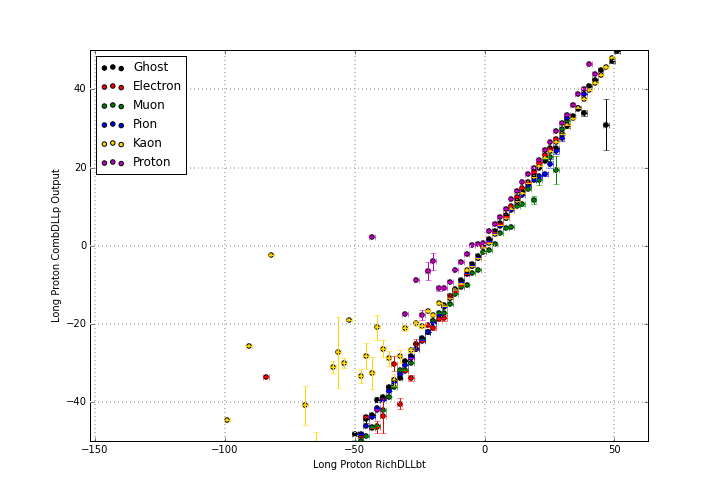 Ghost
Electron
Muon
Pion
Kaon
Proton
40
20
0
−20
−40
−150
−100
−50
0
50
Long Proton CombDLLp Output
Long Proton RichDLLbt